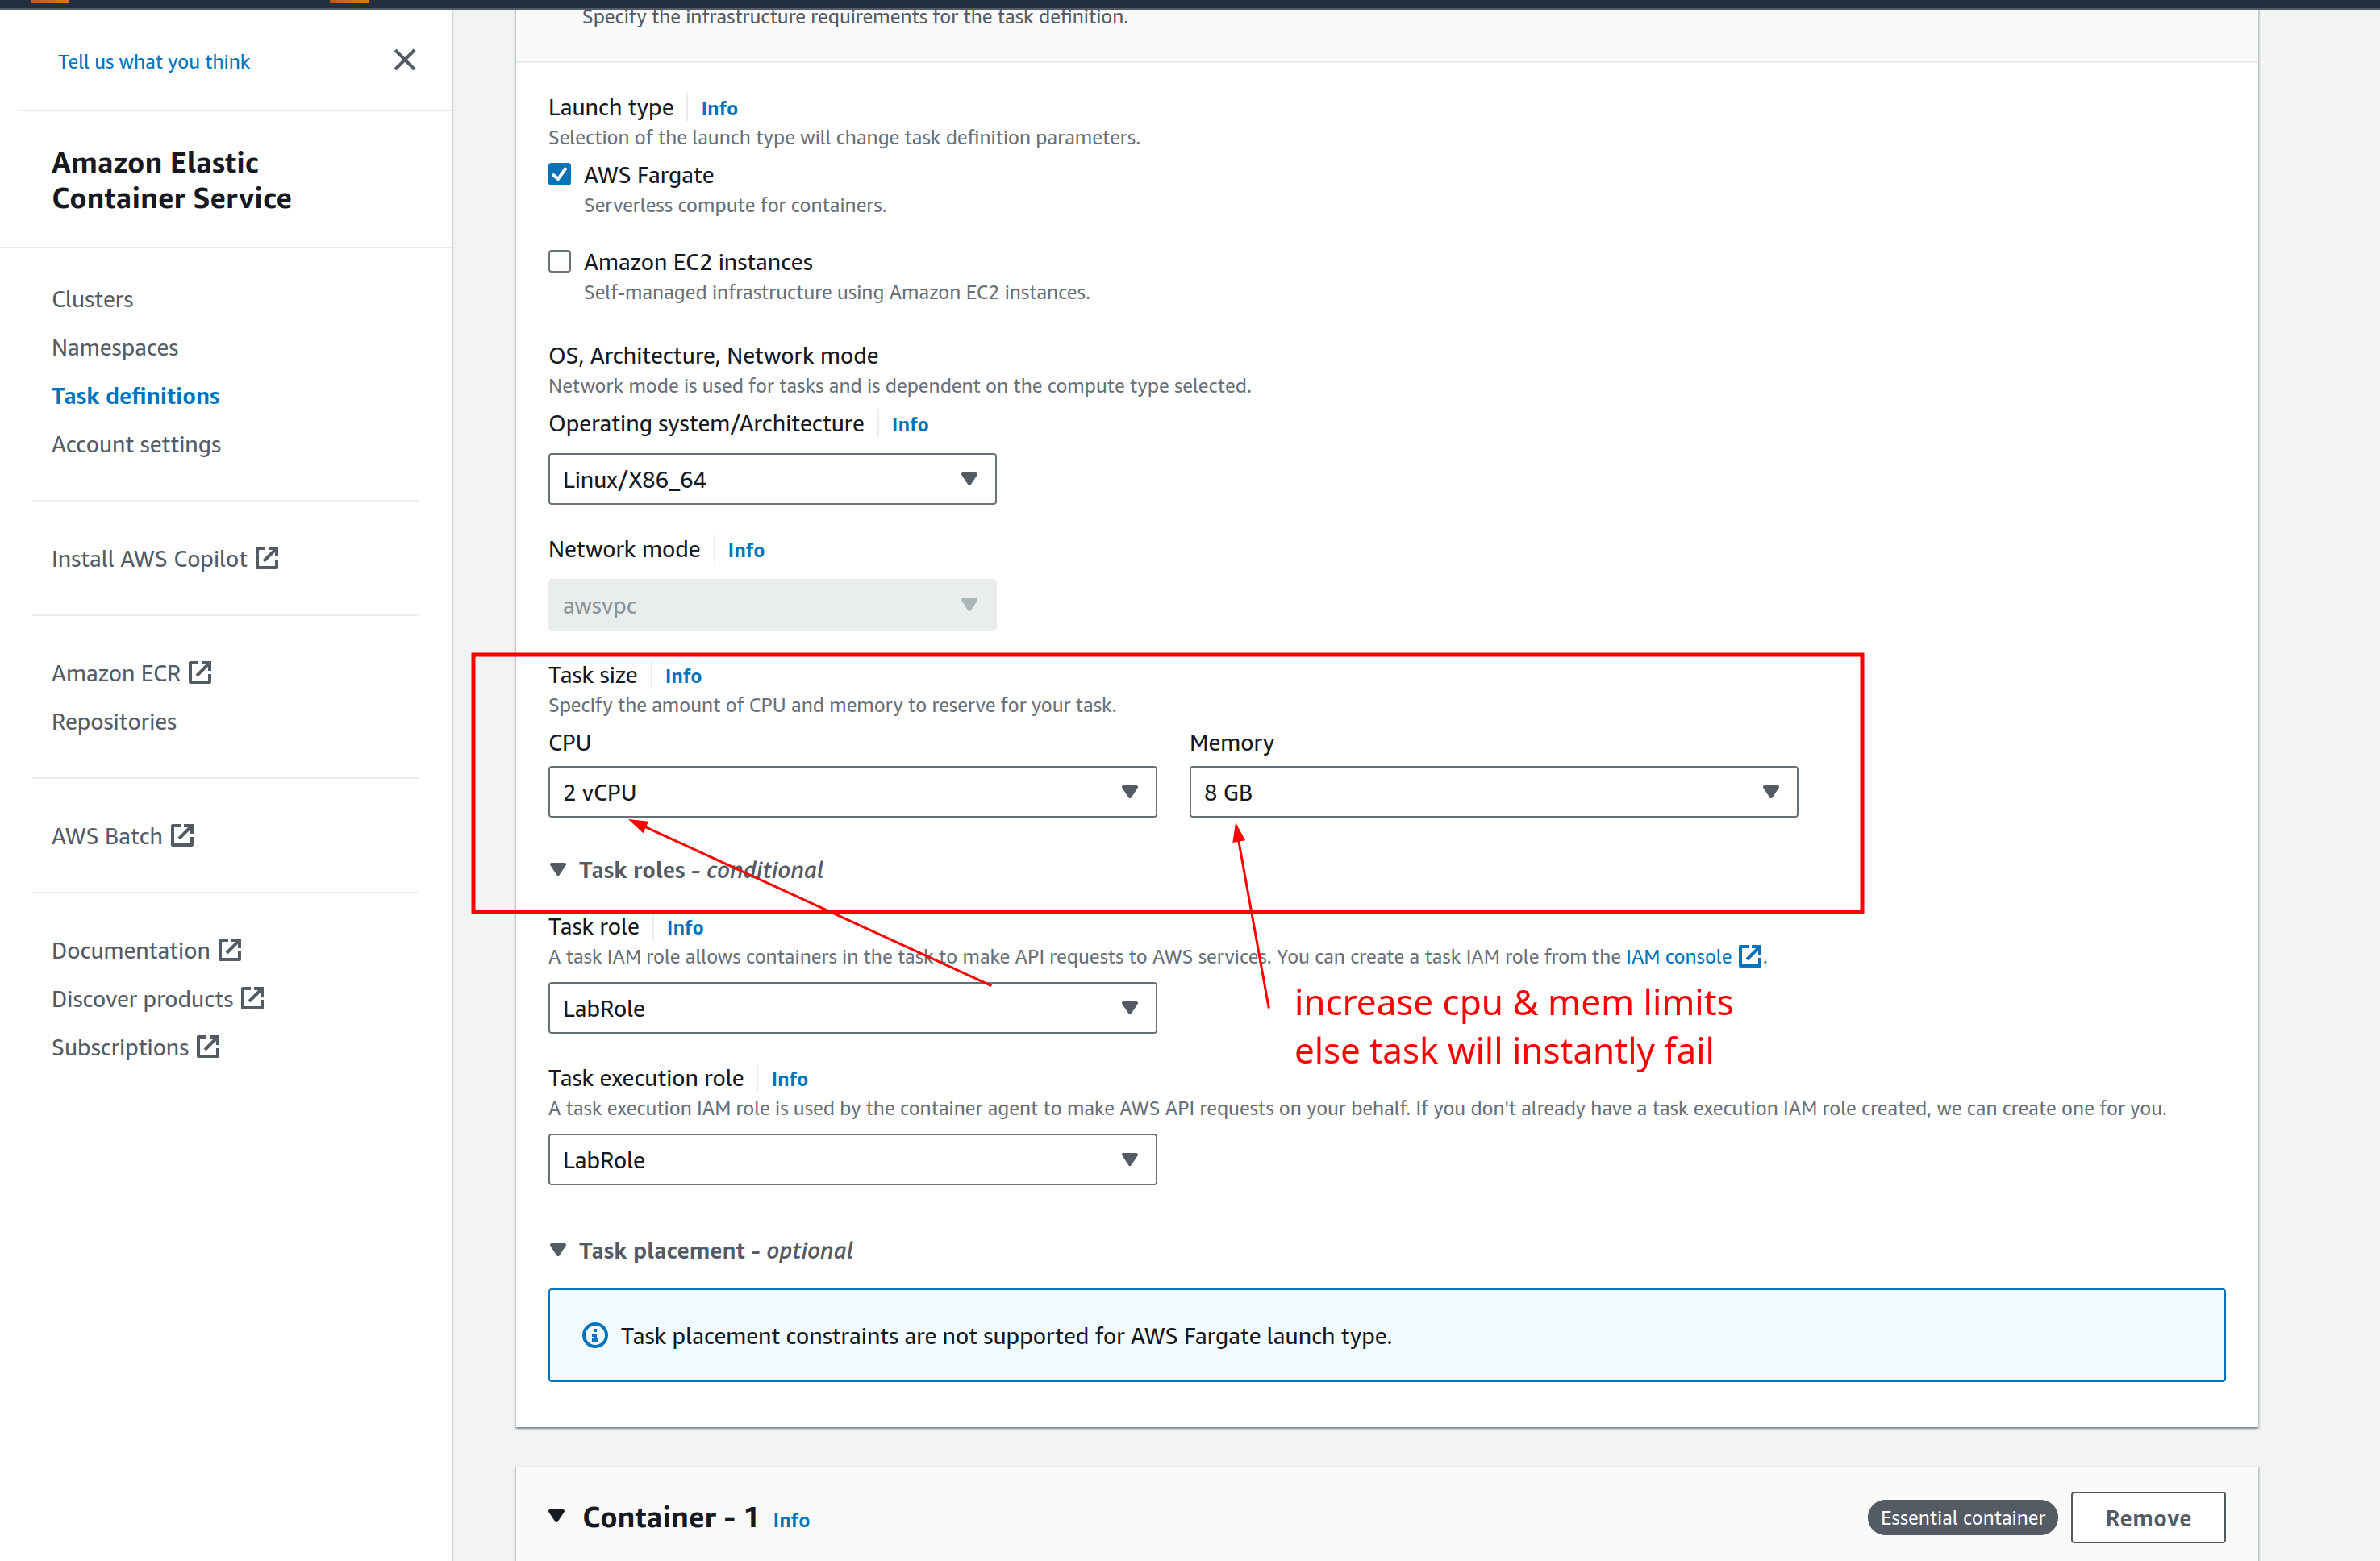 Tell us what you think
Amazon Elastic
Container Service
Clusters
Namespaces
Task definitions
Account settings
Install AWS Copilot
Amazon ECR
Repositories
AWS Batch
Documentation
Discover products
Subscriptions
Specify the infrastructure requirements for the task definition.
Launch type Info
Selection of the launch type will change task definition parameters.
AWS Fargate
Serverless compute for containers.
Amazon EC2 instances
Self-managed infrastructure using Amazon EC2 instances.
OS, Architecture, Network mode
Network mode is used for tasks and is dependent on the compute type selected.
Operating system/Architecture Info
Linux/X86_64
Network mode Info
awsvpc
Task size Info
Specify the amount of CPU and memory to reserve for your task.
CPU Memory
2 vCPU 8 GB
Task roles - conditional
Task role Info
A task IAM role allows containers in the task to make API requests to AWS services. You can create a task IAM role from the IAM console.
LabRole
increase cpu & mem limits
else task will instantly fail
Task execution role Info
A task execution IAM role is used by the container agent to make AWS API requests on your behalf. If you don't already have a task execution IAM role created, we can create one for you.
LabRole
Task placement - optional
Task placement constraints are not supported for AWS Fargate launch type.
Container - 1 Info Essential container Remove